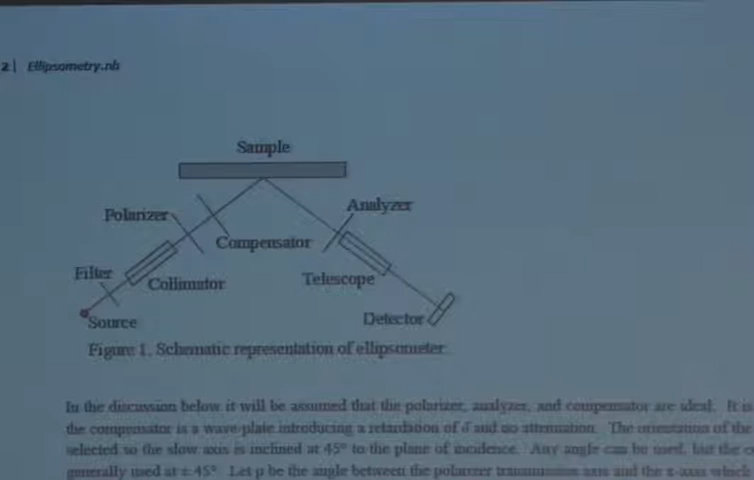 2 | Ellipsometry.nb
Sample
Polarizer
Analyzer
Compensator
Filter
Collimator
Telescope
Source
Detector
Figure 1. Schematic representation of ellipsometer.
In the discussion below it will be assumed that the polarizer, analyzer, and compensator are ideal. It is
the compensator is a wave plate introducing a retardation of δ and no attenuation. The orientation of the
selected so the slow axis is inclined at 45° to the plane of incidence. Any angle can be used, but the
generally used at ± 45°. Let p be the angle between the polarizer transmission axis and the x-axis which